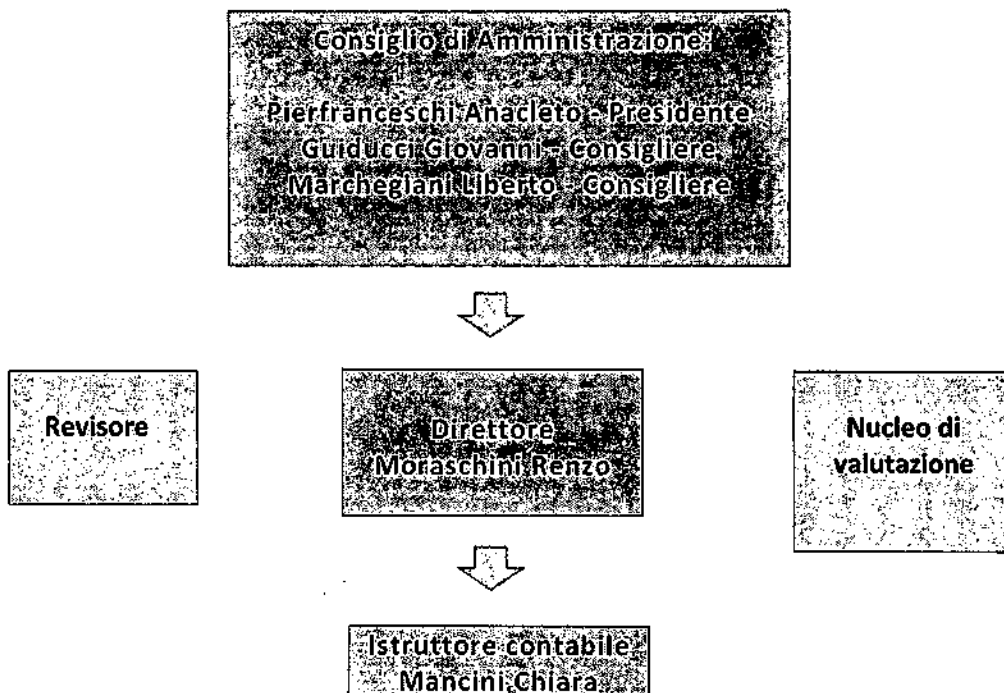 Consiglio di Amministrazione:
Pierfranceschi Anacleto - Presidente
Guiducci Giovanni - Consigliere
Marchegiani Liberto - Consigliere
Revisore
Direttore
Moraschini Renzo
Nucleo di
valutazione
Istruttore contabile
Mancini Chiara